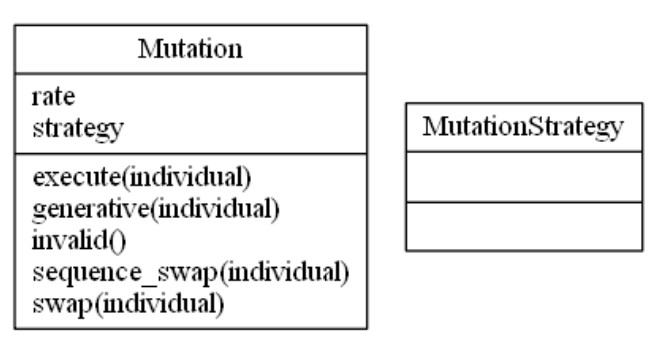 Mutation
rate
strategy
execute(individual)
generative(individual)
invalid()
sequence_swap(individual)
swap(individual)
MutationStrategy